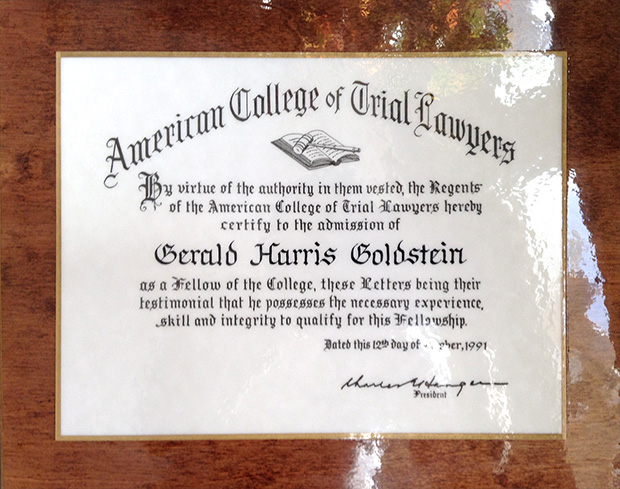 American College of Trial Lawyers
By virtue of the authority in them vested, the Regents
of the American College of Trial Lawyers hereby
certify to the admission of
Gerald Harris Goldstein
as a Fellow of the College, these Letters being their
testimonial that he possesses the necessary experience,
skill and integrity to qualify for this Fellowship.
Dated this 12th day of 1991
President